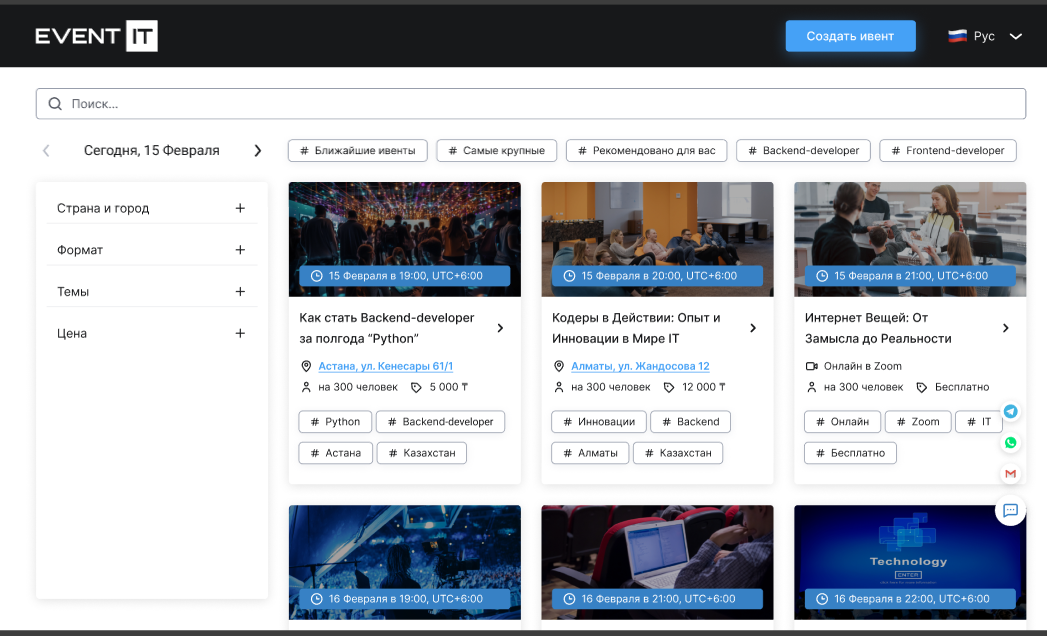 EVENT IT
Создать ивент
Рус
Поиск...
Сегодня, 15 Февраля
# Ближайшие ивенты
# Самые крупные
# Рекомендовано для вас
# Backend-developer
# Frontend-developer
Страна и город
Формат
Темы
Цена
15 Февраля в 19:00, UTC+6:00
Как стать Backend-developer
за полгода “Python”
Астана, ул. Кенесары 61/1
на 300 человек 5 000 ₸
# Python # Backend-developer
# Астана # Казахстан
15 Февраля в 20:00, UTC+6:00
Кодеры в Действии: Опыт и
Инновации в Мире IT
Алматы, ул. Жандосова 12
на 300 человек 12 000 ₸
# Инновации # Backend
# Алматы # Казахстан
15 Февраля в 21:00, UTC+6:00
Интернет Вещей: От
Замысла до Реальности
Онлайн в Zoom
на 300 человек Бесплатно
# Онлайн # Zoom # IT
# Бесплатно
16 Февраля в 19:00, UTC+6:00
16 Февраля в 21:00, UTC+6:00
Technology
ENTER
16 Февраля в 22:00, UTC+6:00